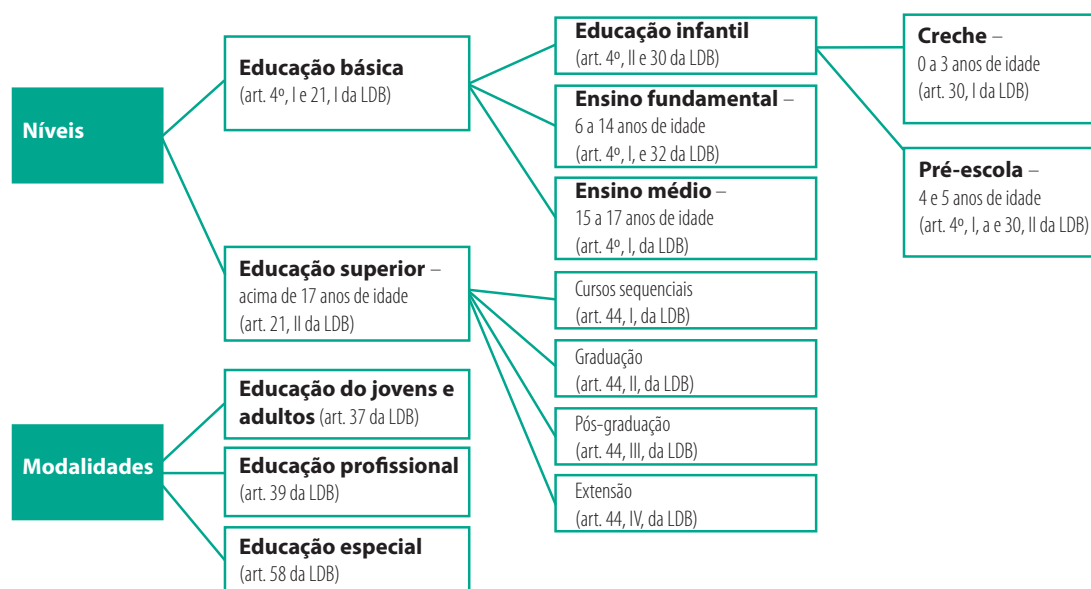 Níveis
Educação básica
(art. 4º, I e 21, I da LDB)
Educação infantil
(art. 4º, II e 30 da LDB)
Creche –
0 a 3 anos de idade
(art. 30, I da LDB)
Pré-escola –
4 e 5 anos de idade
(art. 4º, I, a e 30, II da LDB)
Ensino fundamental –
6 a 14 anos de idade
(art. 4º, I, e 32 da LDB)
Ensino médio –
15 a 17 anos de idade
(art. 4º, I, da LDB)
Educação superior –
acima de 17 anos de idade
(art. 21, II da LDB)
Cursos sequenciais
(art. 44, I, da LDB)
Graduação
(art. 44, II, da LDB)
Pós-graduação
(art. 44, III, da LDB)
Extensão
(art. 44, IV, da LDB)
Modalidades
Educação do jovens e
adultos (art. 37 da LDB)
Educação profissional
(art. 39 da LDB)
Educação especial
(art. 58 da LDB)